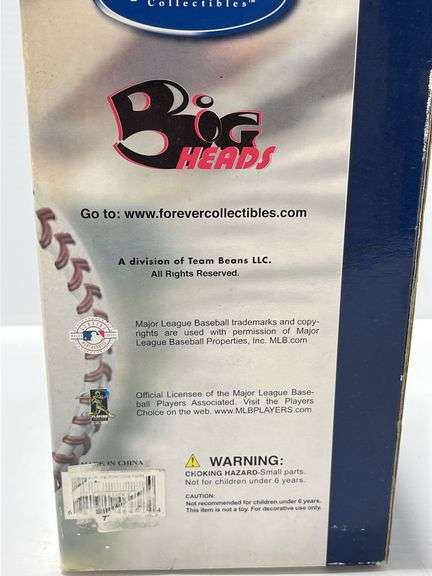 Collectibles™
Big
HEADS
Go to: www.forevercollectibles.com
A division of Team Beans LLC.
All Rights Reserved.
Major League Baseball trademarks and copy-
rights are used with permission of Major
League Baseball Properties, Inc. MLB.com
Official Licensee of the Major League Base-
ball Players Associated. Visit the Players
Choice on the web. www.MLBPLAYERS.com
IN CHINA
WARNING:
CHOKING HAZARD-Small parts.
Not for children under 6 years.
CAUTION:
Not recommended for children under 6 years.
This item is not a toy. For decorative use only.